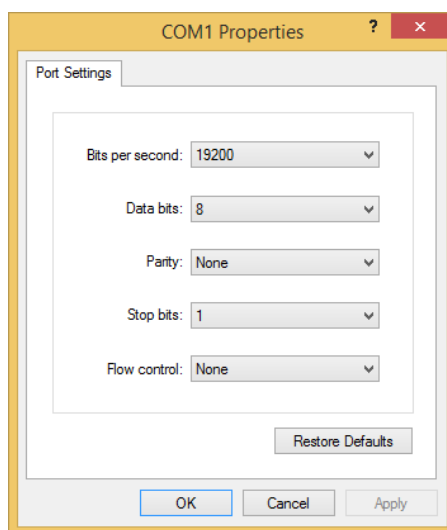 COM1 Properties ?
Port Settings
Bits per second: 19200
Data bits: 8
Parity: None
Stop bits: 1
Flow control: None
Restore Defaults
OK Cancel Apply